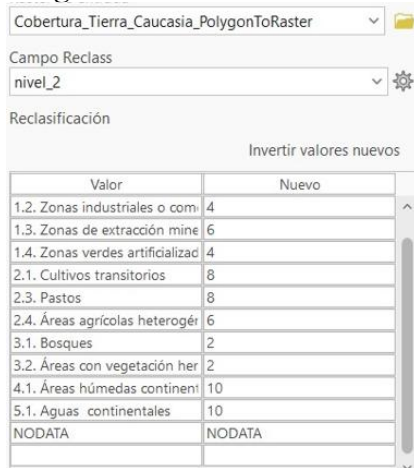 Cobertura_Tierra_Caucasia_PolygonToRaster
Campo Reclass
nivel_2
Reclasificación
Invertir valores nuevos
Valor Nuevo
1.2. Zonas industriales o com 4
1.3. Zonas de extracción mine 6
1.4. Zonas verdes artificializad 4
2.1. Cultivos transitorios 8
2.3. Pastos 8
2.4. Áreas agrícolas heterogér 6
3.1. Bosques 2
3.2. Áreas con vegetación her 2
4.1. Áreas húmedas continent 10
5.1. Aguas continentales 10
NODATA NODATA